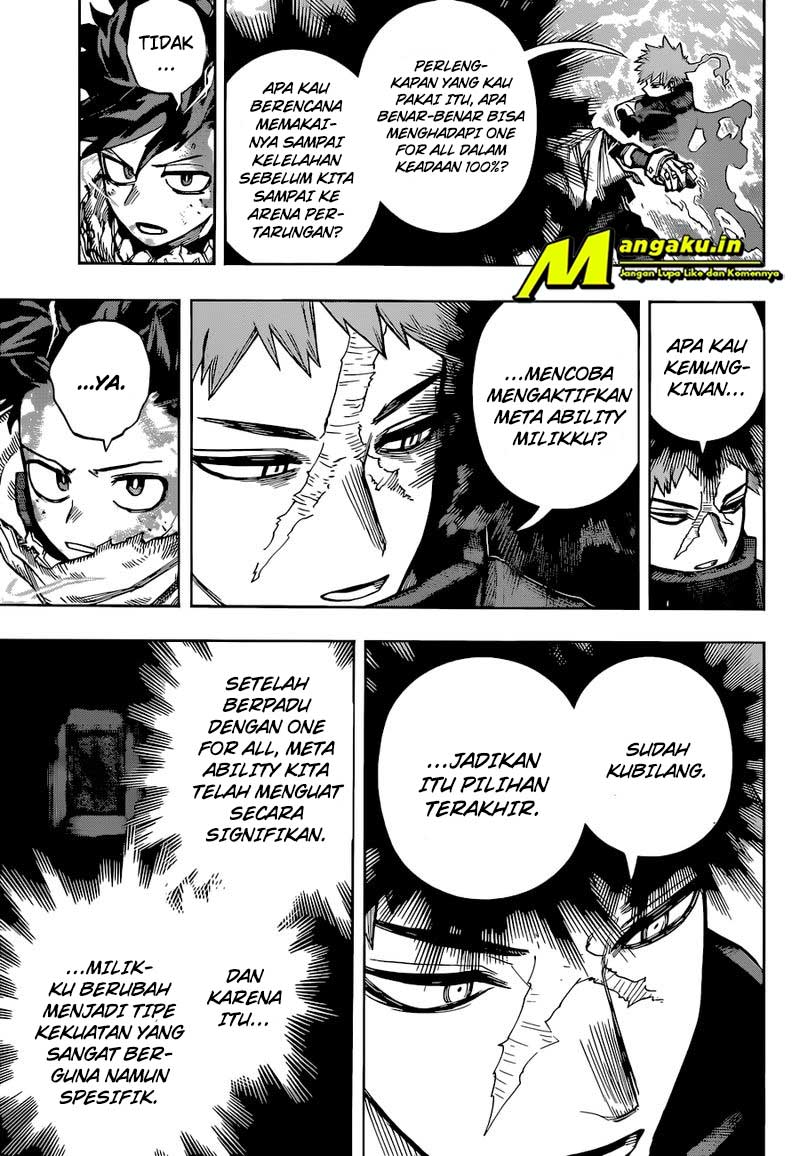 PERLENG-
KAPAN YANG KAU
PAKAI ITU, APA
BENAR-BENAR BISA
MENGHADAPI ONE
FOR ALL DALAM
KEADAAN 100%?
APA KAU
BERENCANA
MEMAKAI-
NYA SAMPAI
KELELAHAN
SEBELUM KITA
SAMPAI KE
ARENA PER-
TARUNGAN?
TIDAK
...
Mangaku.in
Jangan Lupa Like dan Komennya
APA KAU
KEMUNG-
KINAN...
...MENCOBA
MENGAKTIFKAN
META ABILITY
MILIKKU?
...YA.
SUDAH
KUBILANG.
...JADIKAN
ITU PILIHAN
TERAKHIR.
SETELAH
BERPADU
DENGAN ONE
FOR ALL, META
ABILITY KITA
TELAH MENGUAT
SECARA
SIGNIFIKAN.
DAN
KARENA
ITU...
...MILIK-
KU BERUBAH
MENJADI TIPE
KEKUATAN YANG
SANGAT BER-
GUNA NAMUN
SPESIFIK.